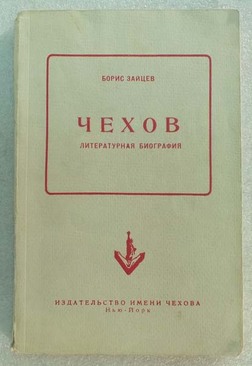 БОРИС ЗАЙЦЕВ
ЧЕХОВ
ЛИТЕРАТУРНАЯ БИОГРАФИЯ
ИЗДАТЕЛЬСТВО ИМЕНИ ЧЕХОВА
Нью-Йорк